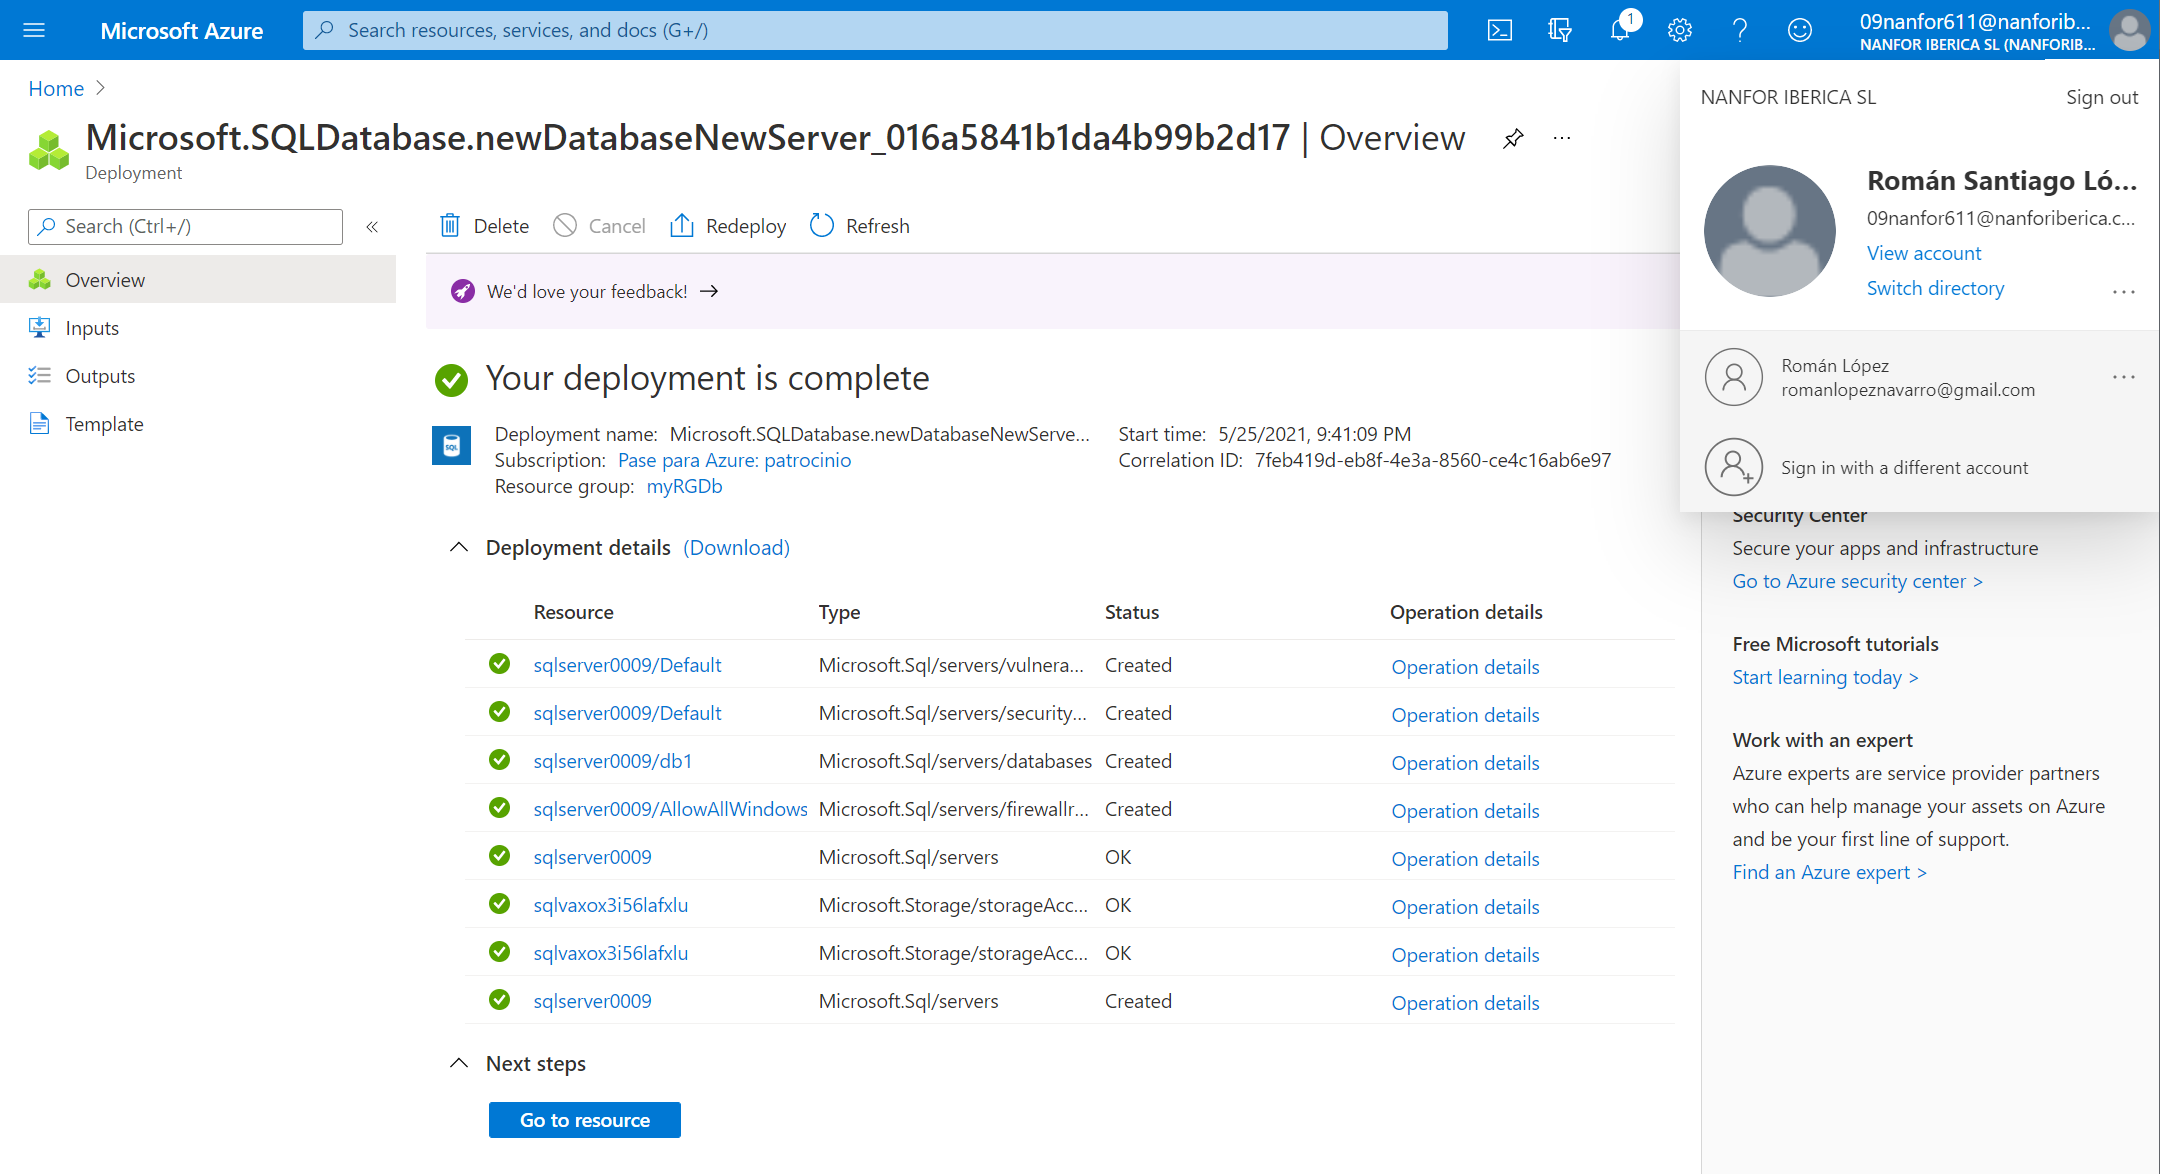 Microsoft Azure
Search resources, services, and docs (G+/)
1
09nanfor611@nanforib...
NANFOR IBERICA SL (NANFORIB...
Home >
Microsoft.SQLDatabase.newDatabaseNewServer_016a5841b1da4b99b2d17 | Overview
Deployment
Search (Ctrl+/)
Overview
Inputs
Outputs
Template
Delete
Cancel
Redeploy
Refresh
We'd love your feedback! →
Your deployment is complete
Deployment name: Microsoft.SQLDatabase.newDatabaseNewServe...
Subscription: Pase para Azure: patrocinio
Resource group: myRGDb
Start time: 5/25/2021, 9:41:09 PM
Correlation ID: 7feb419d-eb8f-4e3a-8560-ce4c16ab6e97
SQL
Deployment details (Download)
Resource Type Status Operation details
sqlserver0009/Default Microsoft.Sql/servers/vulnera... Created Operation details
sqlserver0009/Default Microsoft.Sql/servers/security... Created Operation details
sqlserver0009/db1 Microsoft.Sql/servers/databases Created Operation details
sqlserver0009/AllowAllWindows Microsoft.Sql/servers/firewallr... Created Operation details
sqlserver0009 Microsoft.Sql/servers OK Operation details
sqlvaxox3i56lafxlu Microsoft.Storage/storageAcc... OK Operation details
sqlvaxox3i56lafxlu Microsoft.Storage/storageAcc... OK Operation details
sqlserver0009 Microsoft.Sql/servers Created Operation details
Next steps
Go to resource
NANFOR IBERICA SL
Sign out
Román Santiago Ló...
09nanfor611@nanforiberica.c...
View account
Switch directory
Román López
romanlopeznavarro@gmail.com
Sign in with a different account
Security Center
Secure your apps and infrastructure
Go to Azure security center >
Free Microsoft tutorials
Start learning today >
Work with an expert
Azure experts are service provider partners
who can help manage your assets on Azure
and be your first line of support.
Find an Azure expert >